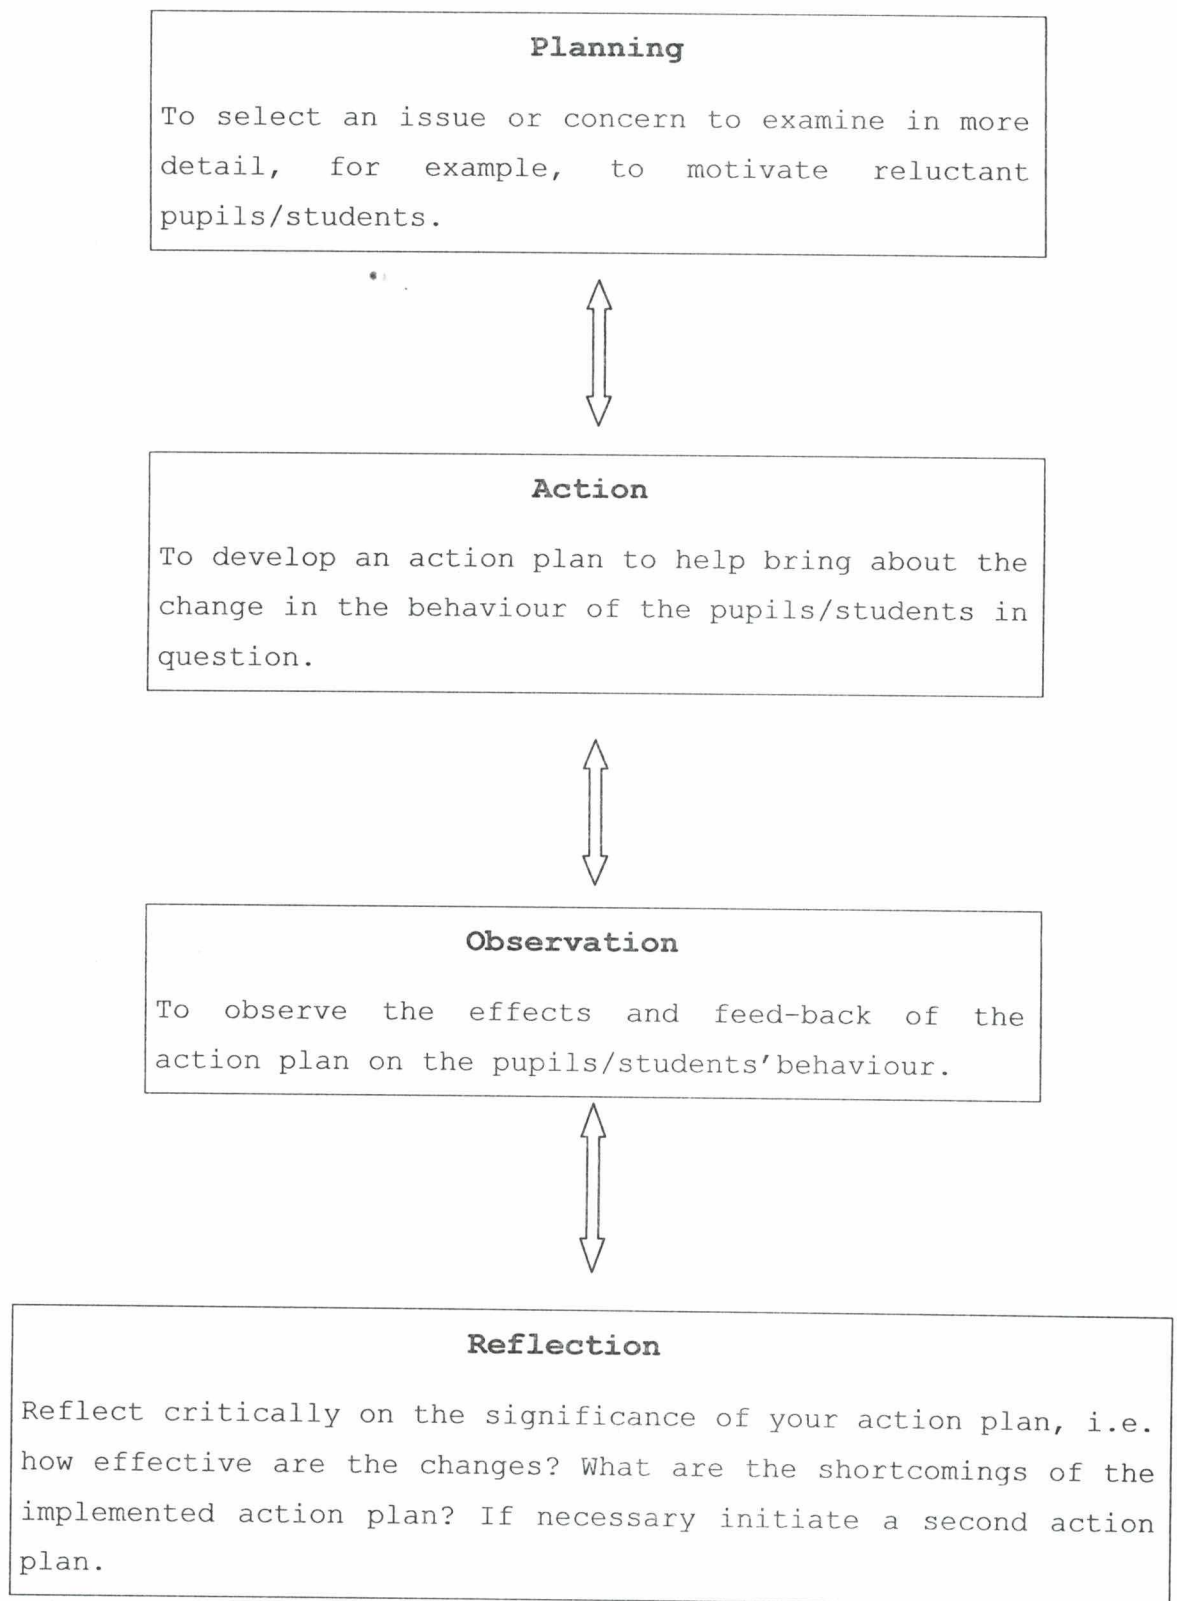 Planning
To select an issue or concern to examine in more
detail, for example, to motivate reluctant
pupils/students.
Action
To develop an action plan to help bring about the
change in the behaviour of the pupils/students in
question.
Observation
To observe the effects and feed-back of the
action plan on the pupils/students'behaviour.
Reflection
Reflect critically on the significance of your action plan, i.e.
how effective are the changes? What are the shortcomings of the
implemented action plan? If necessary initiate a second action
plan.